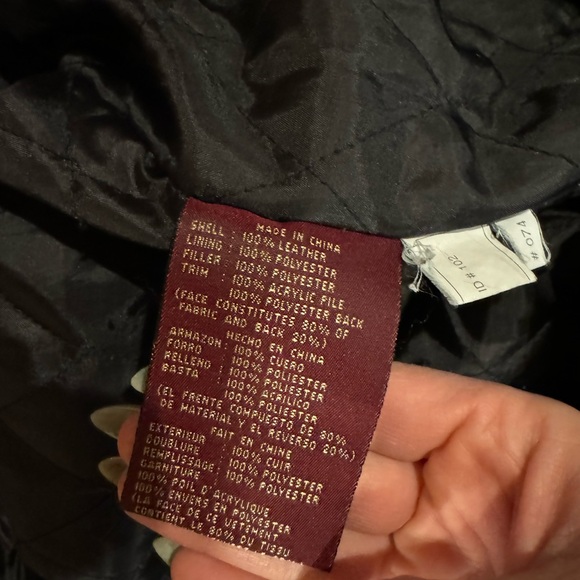 MADE IN CHINA
SHELL : 100% LEATHER
LINING : 100% POLYESTER
FILLER : 100% POLYESTER
TRIM : 100% ACRYLIC PILE
100% POLYESTER BACK
(FACE CONSTITUTES 80% OF
FABRIC AND BACK 20%)
HECHO EN CHINA
ARMAZON: 100% CUERO
FORRO : 100% POLIESTER
RELLENO : 100% POLIESTER
BASTA : 100% ACRILICO
100% POLIESTER
(EL FRENTE COMPUESTO DE 80%
DE MATERIAL Y EL REVERSO 20%)
FAIT EN CHINE
EXTERIEUR : 100% CUIR
DOUBLURE : 100% POLYESTER
REMPLISSAGE: 100% POLYESTER
GARNITURE :
100% POIL D'ACRYLIQUE
100% ENVERS EN POLYESTER
(LA FACE DE CE VETEMENT
CONTIENT LE 80% DU TISSU
ID # 102
# 074